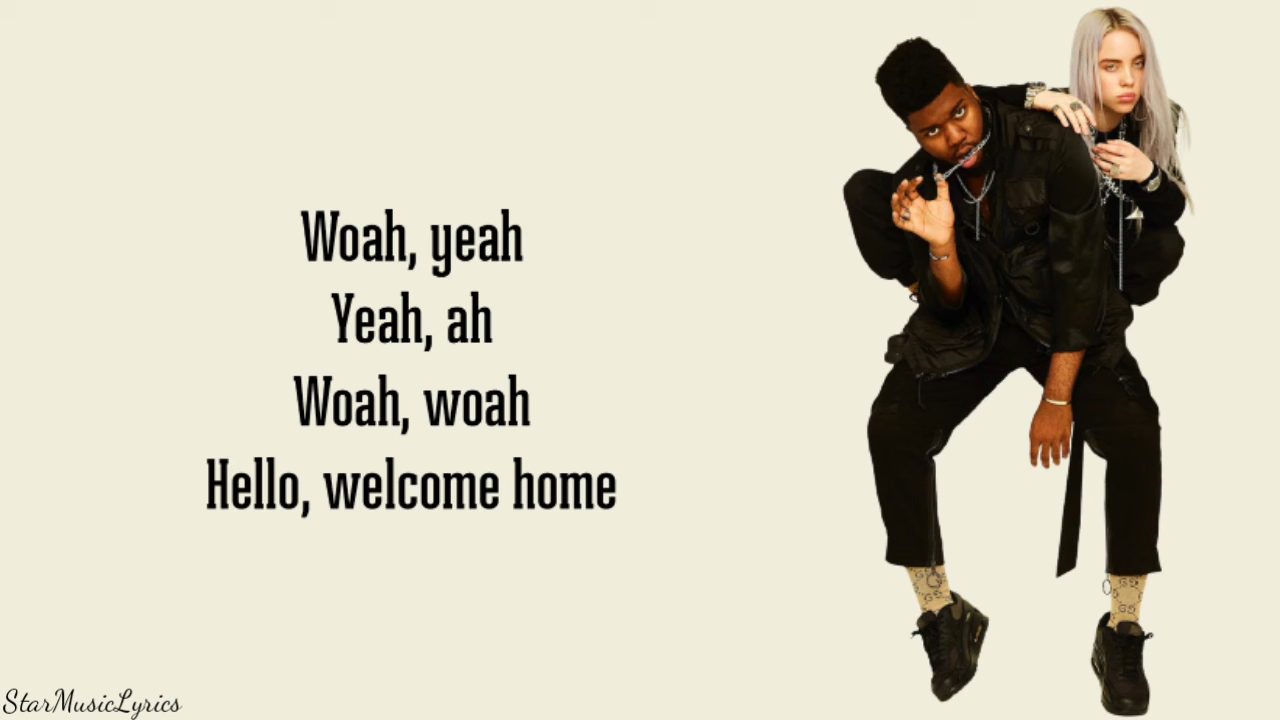 Woah, yeah
Yeah, ah
Woah, woah
Hello, welcome home
StarMusicLyrics